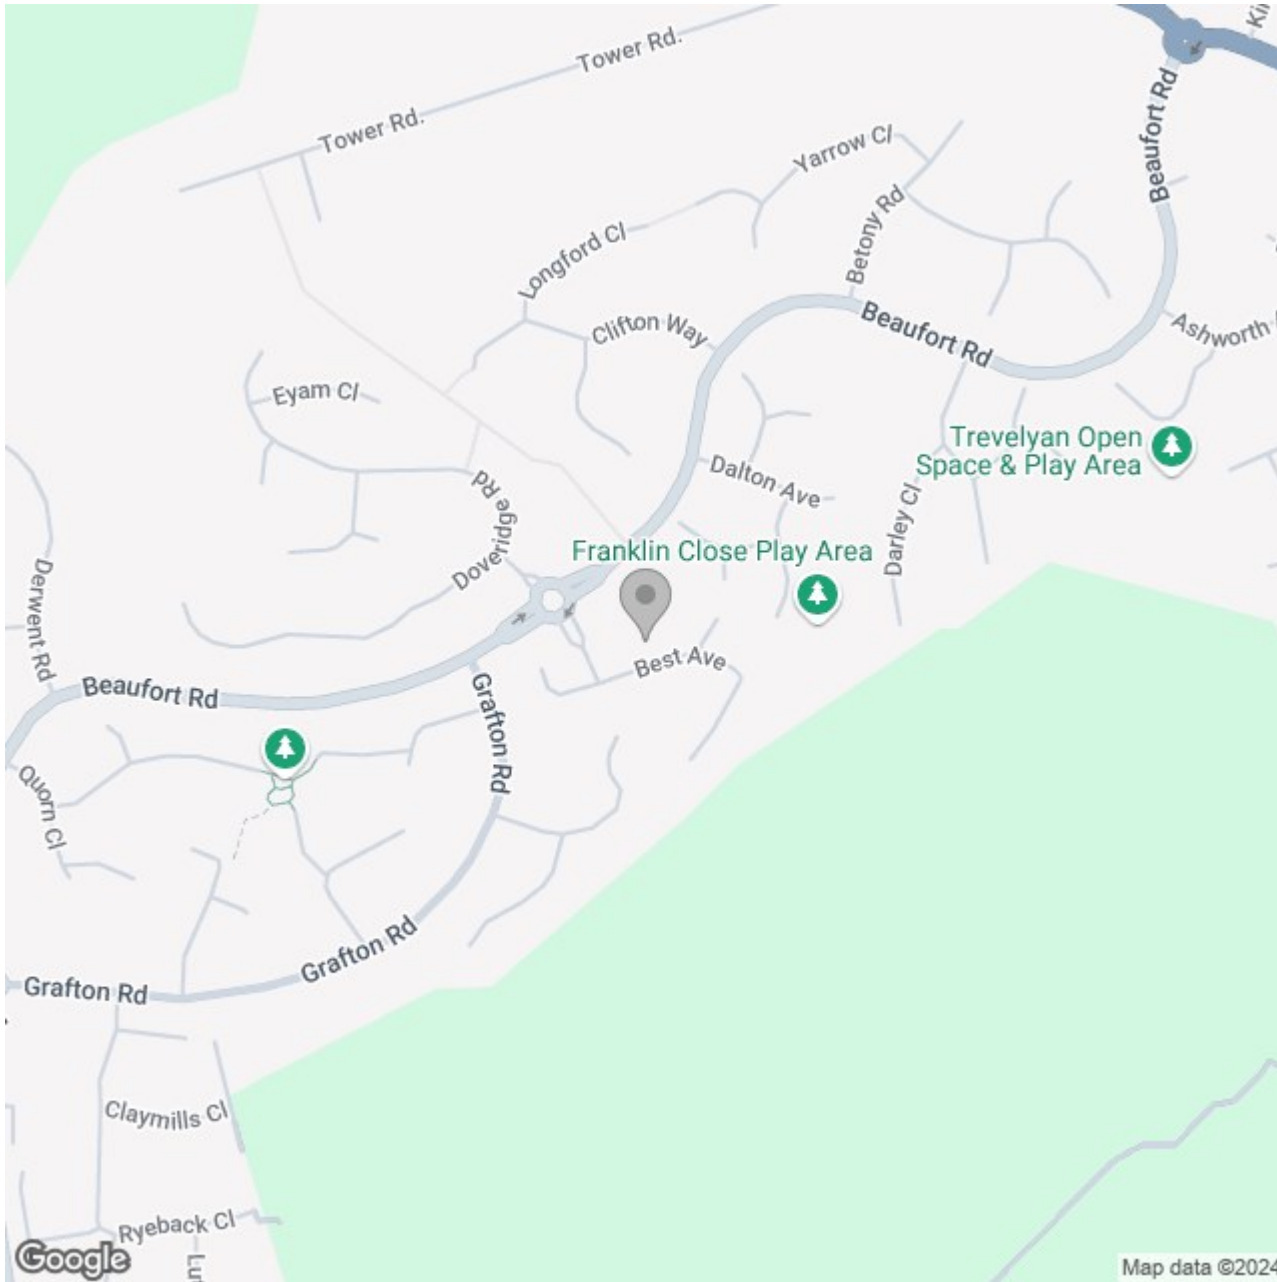 Tower Rd.
Tower Rd.
Beaufort Rd
Yarrow Cl
Betony Rd
Longford Cl
Clifton Way
Beaufort Rd
Ashworth
Eyam Cl
Trevelyan Open
Space & Play Area
Dalton Ave
Doveridge Rd
Darley Cl
Franklin Close Play Area
Derwent Rd
Best Ave
Beaufort Rd
Grafton Rd
Quorn Cl
Grafton Rd
Grafton Rd
Claymills Cl
Ryeback Cl
Google
Map data ©2024